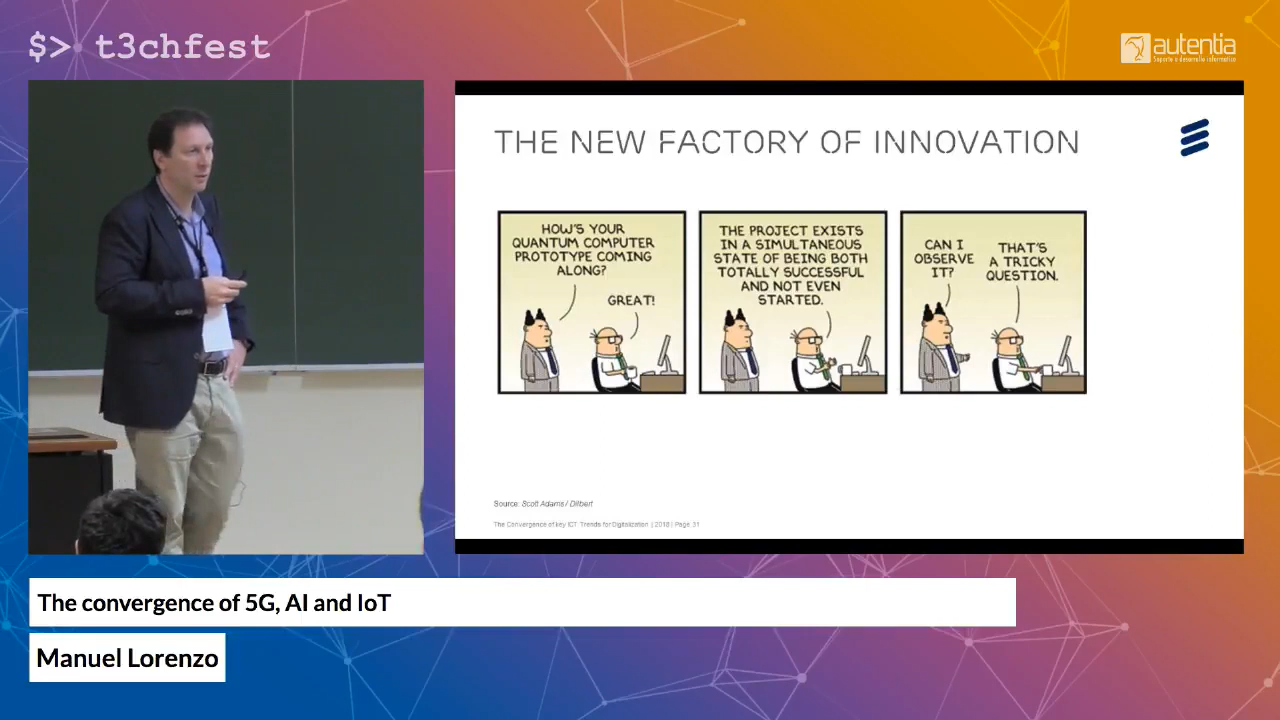 $> t3chfest
autentia
Soporte a desarrollo informático
THE NEW FACTORY OF INNOVATION
HOW'S YOUR
QUANTUM COMPUTER
PROTOTYPE COMING
ALONG?
GREAT!
THE PROJECT EXISTS
IN A SIMULTANEOUS
STATE OF BEING BOTH
TOTALLY SUCCESSFUL
AND NOT EVEN
STARTED.
CAN I
OBSERVE
IT?
THAT'S
A TRICKY
QUESTION.
Source: Scott Adams / Dilbert
The Convergence of key ICT Trends for Digitalization | 2018 | Page 31
The convergence of 5G, AI and IoT
Manuel Lorenzo